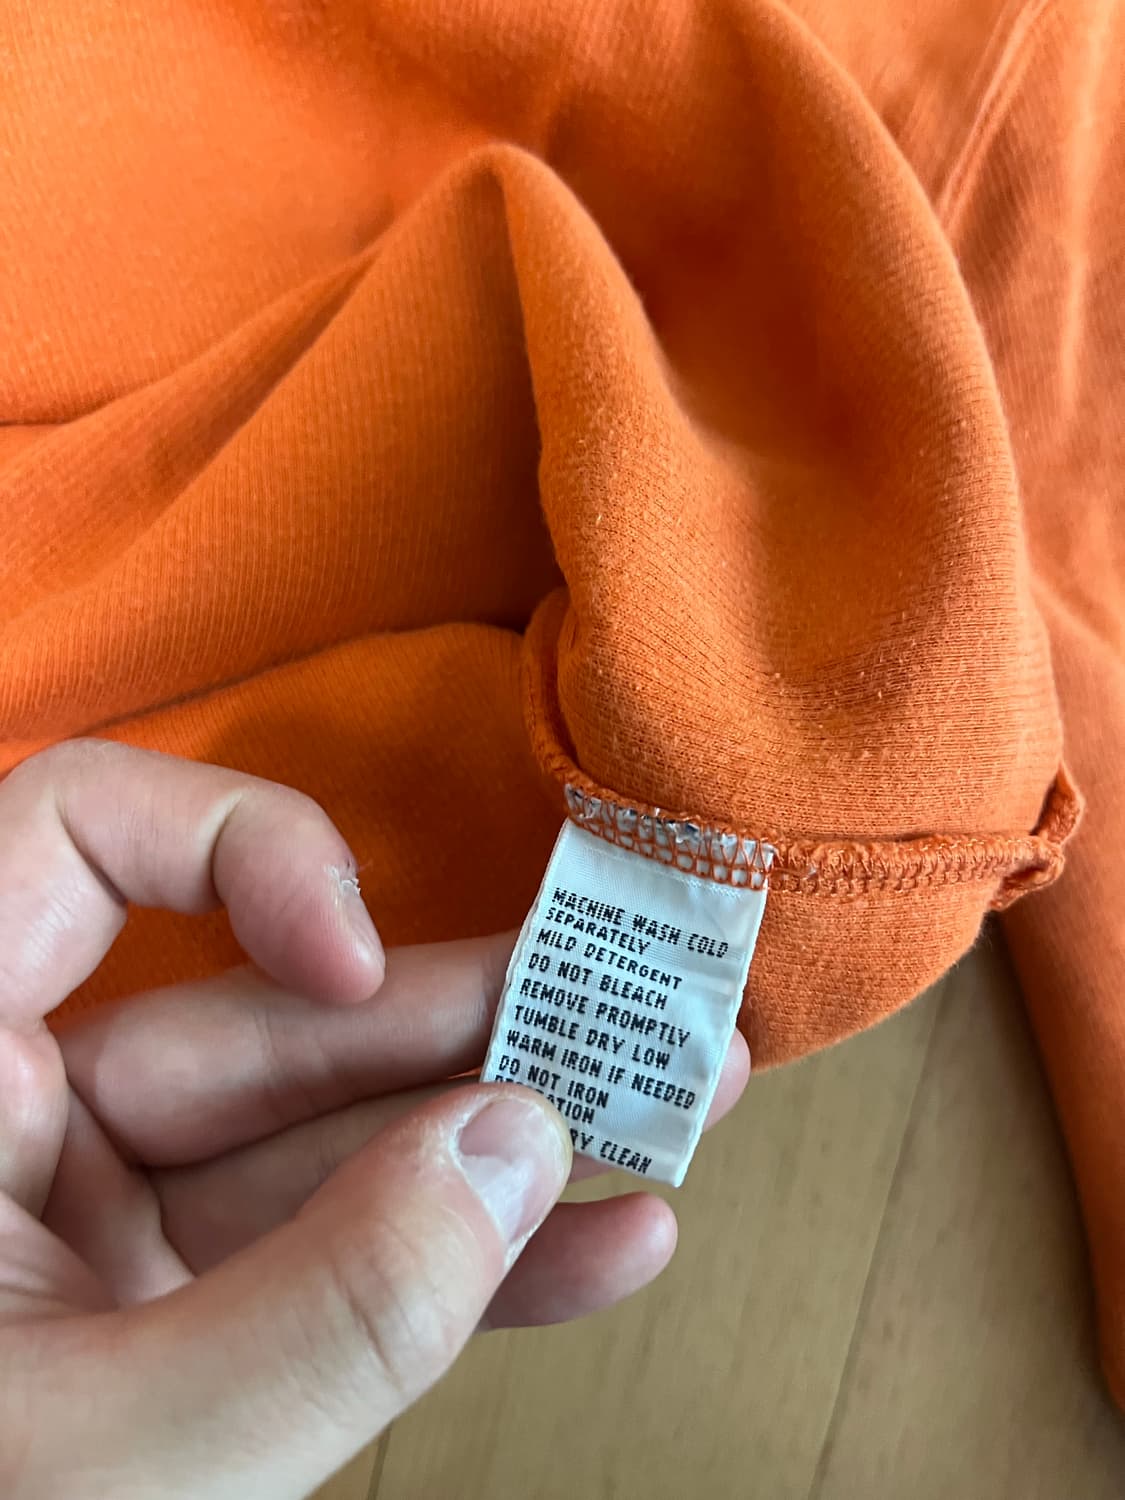 MACHINE WASH COLD
SEPARATELY
MILD DETERGENT
DO NOT BLEACH
REMOVE PROMPTLY
TUMBLE DRY LOW
WARM IRON IF NEEDED
DO NOT IRON
CLEAN